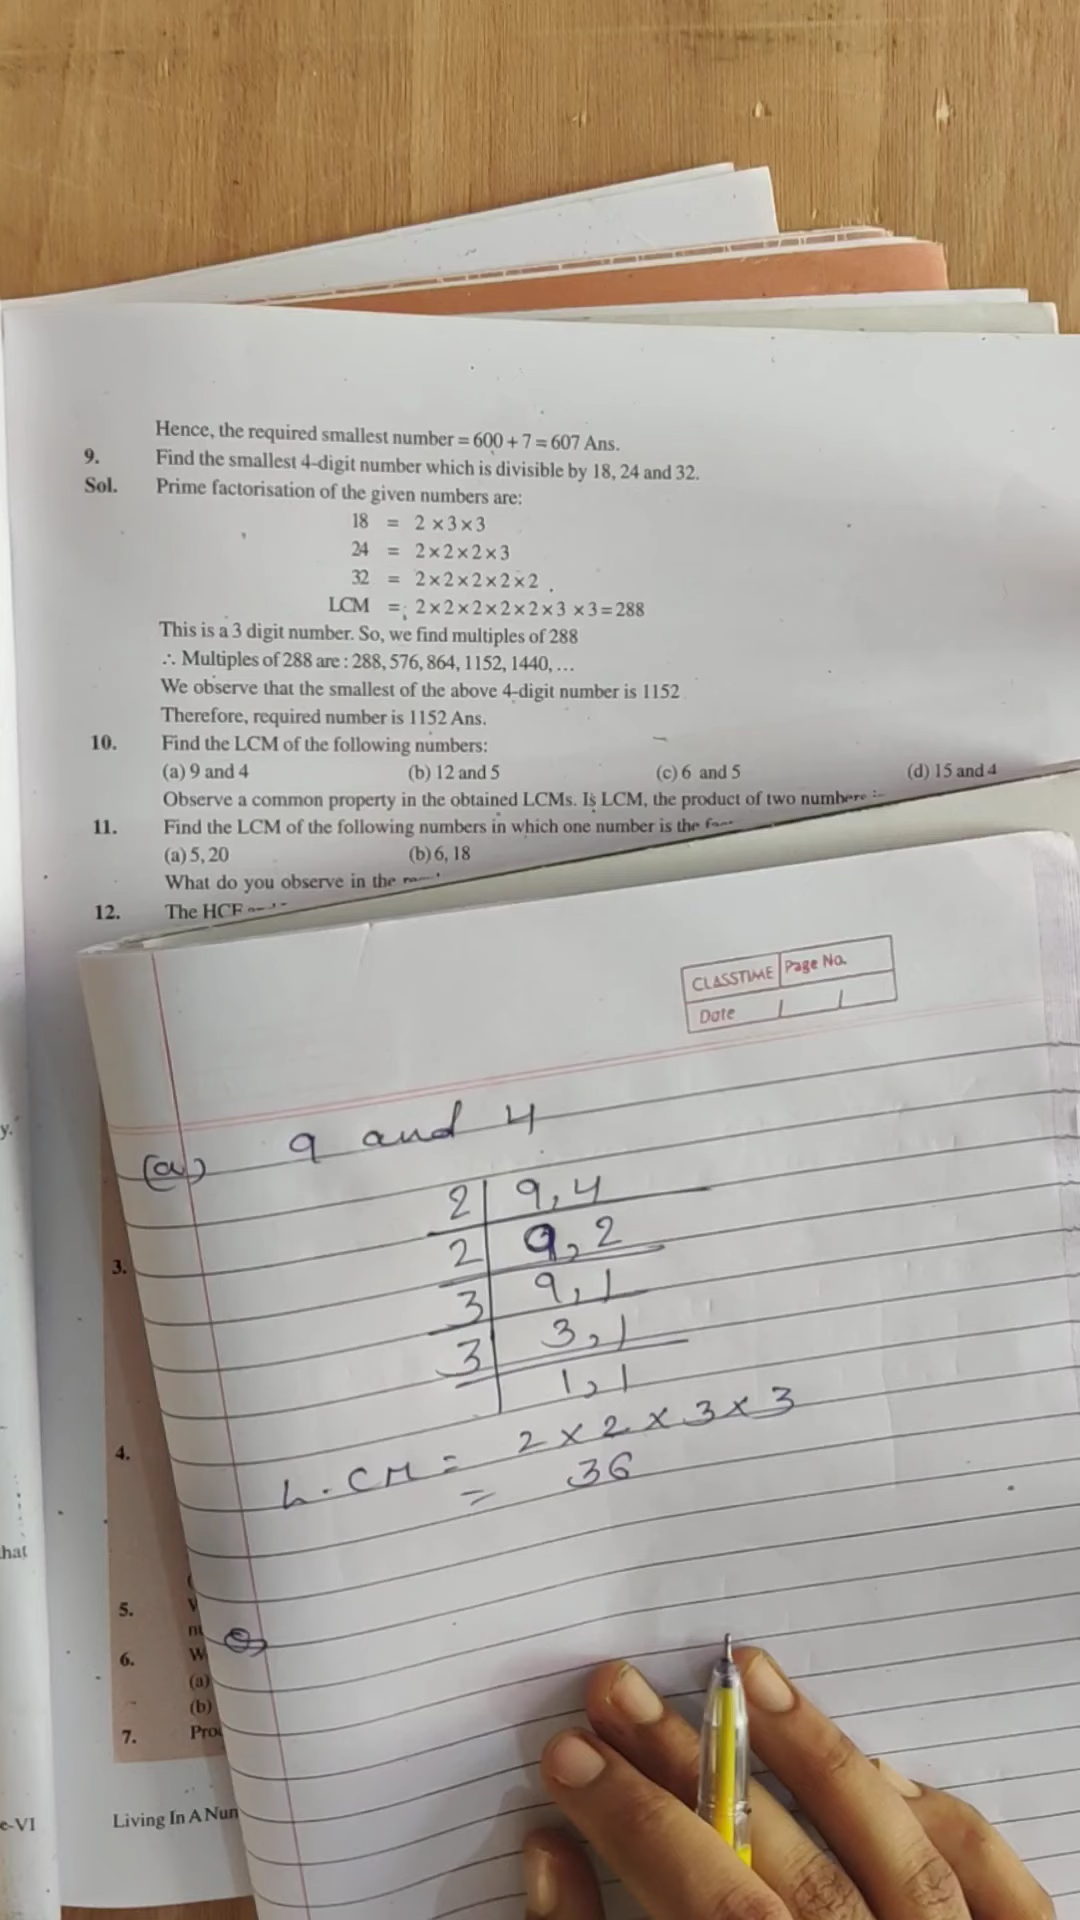 Hence, the required smallest number = 600 + 7 = 607 Ans.
9. Find the smallest 4-digit number which is divisible by 18, 24 and 32.
Sol. Prime factorisation of the given numbers are:
18 = 2 × 3 × 3
24 = 2 × 2 × 2 × 3
32 = 2 × 2 × 2 × 2 × 2
LCM = 2 × 2 × 2 × 2 × 2 × 3 × 3 = 288
This is a 3 digit number. So, we find multiples of 288
∴ Multiples of 288 are : 288, 576, 864, 1152, 1440, ...
We observe that the smallest of the above 4-digit number is 1152
Therefore, required number is 1152 Ans.
10. Find the LCM of the following numbers:
(a) 9 and 4 (b) 12 and 5 (c) 6 and 5 (d) 15 and 4
Observe a common property in the obtained LCMs. Is LCM, the product of two numbers
11. Find the LCM of the following numbers in which one number is the
(a) 5, 20 (b) 6, 18
What do you observe in the
12. The HCF
CLASSTIME Page No.
Date / /
(a) 9 and 4
2 | 9, 4
2 | 9, 2
3 | 9, 1
3 | 3, 1
1, 1
L.CM = 2 × 2 × 3 × 3
= 36
y.
3.
4.
hat
5.
6. W
(a)
(b)
7.
e-VI
Living In A